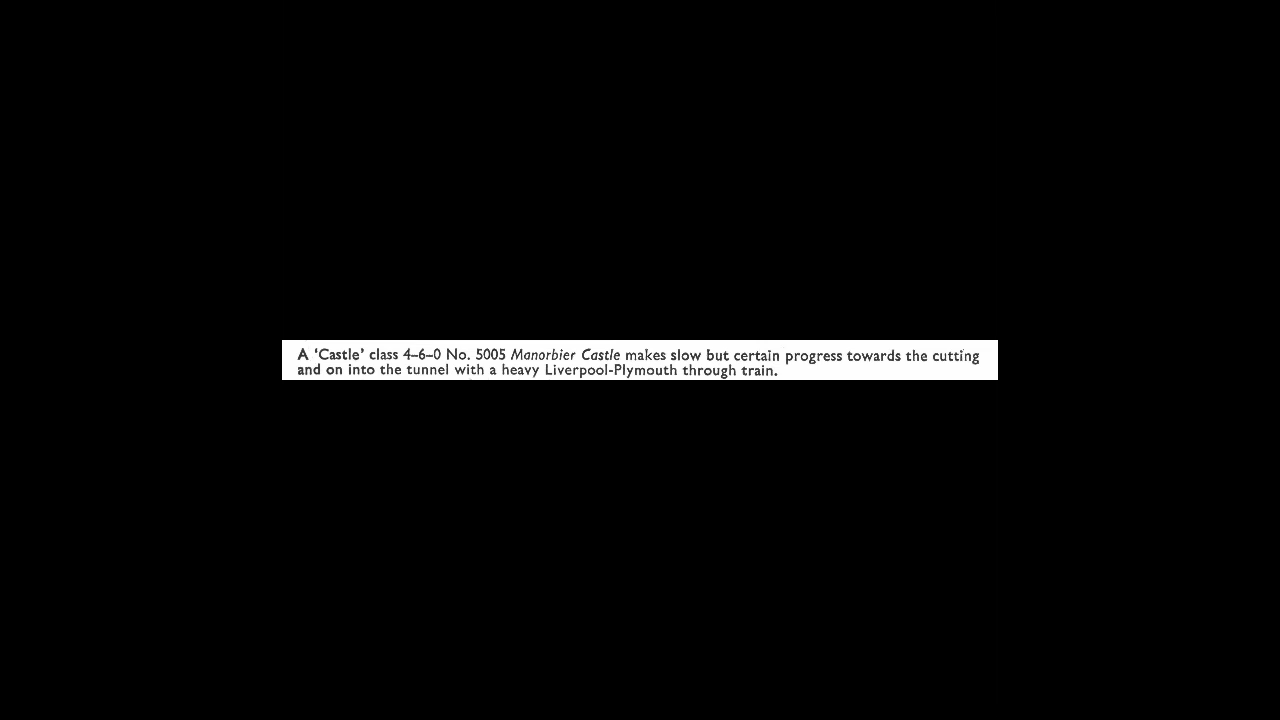 A ‘Castle’ class 4–6–0 No. 5005 Manorbier Castle makes slow but certain progress towards the cutting
and on into the tunnel with a heavy Liverpool-Plymouth through train.